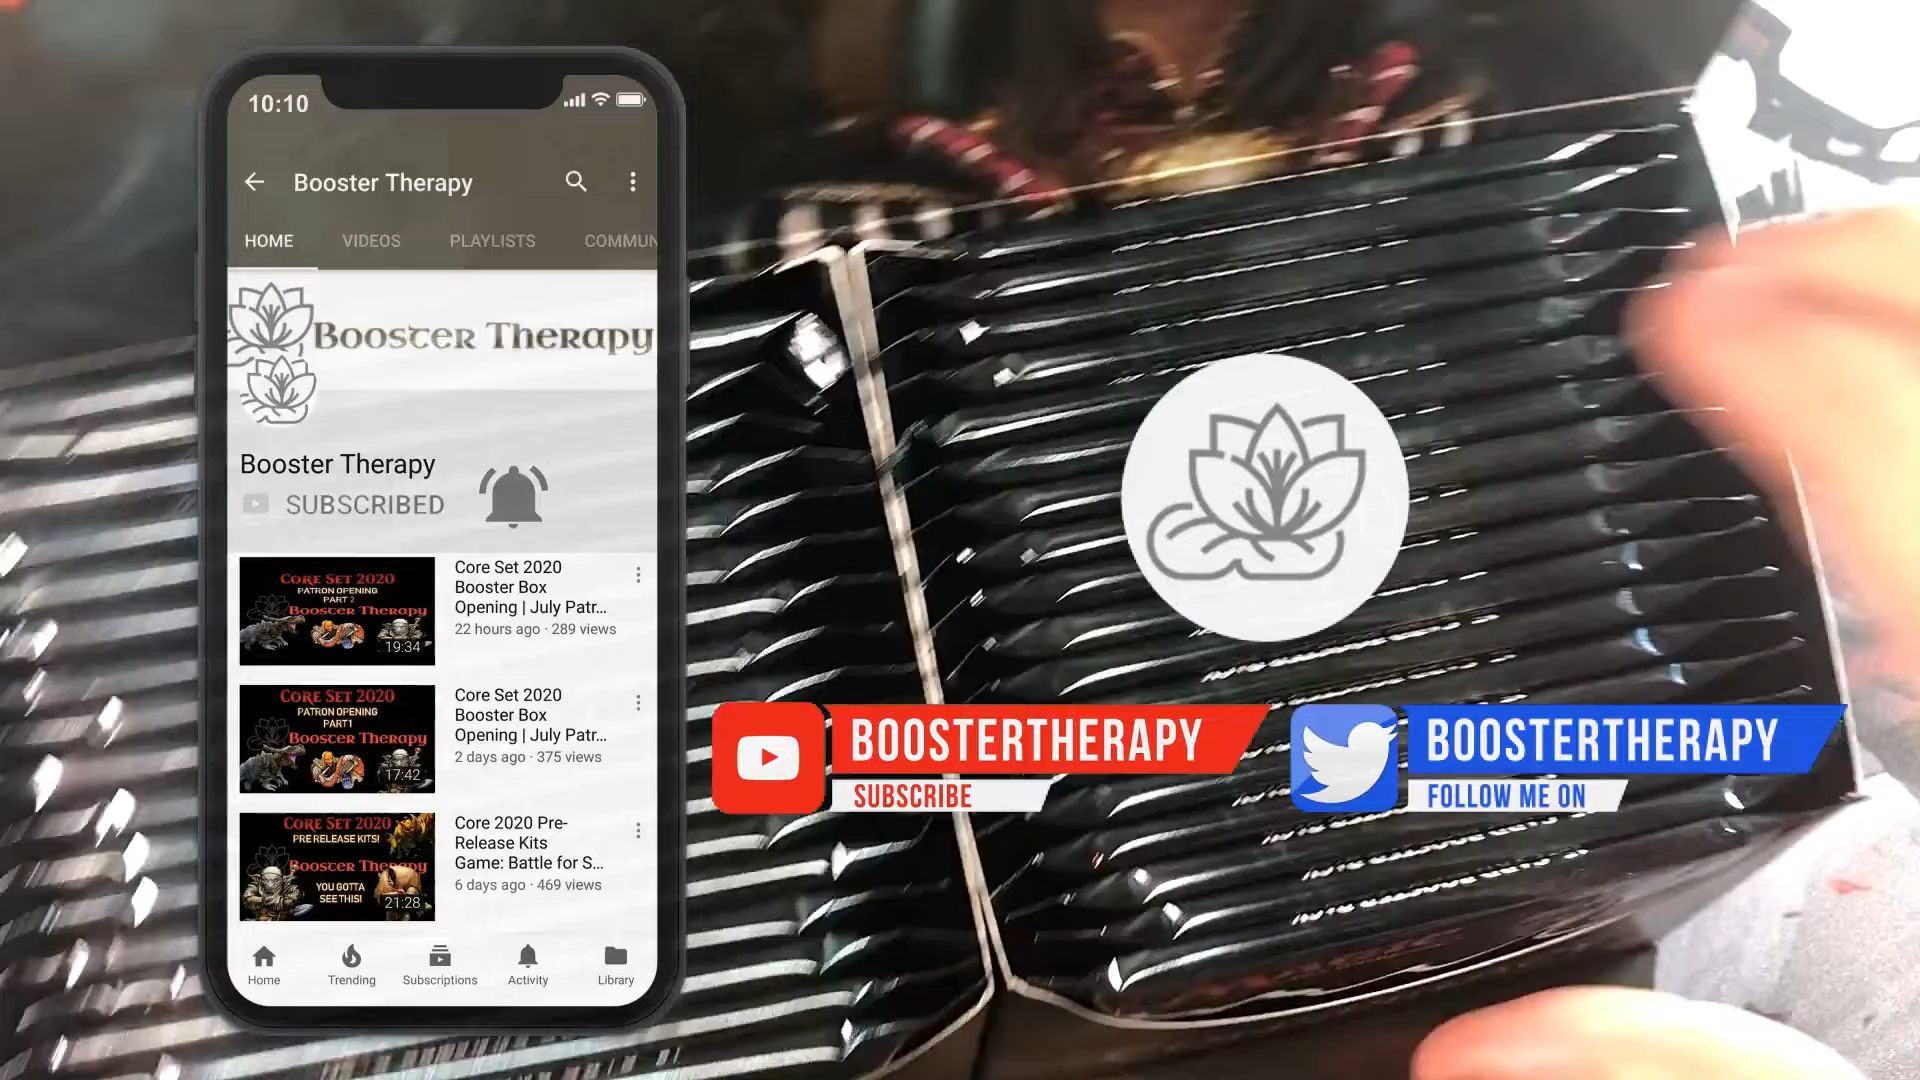 10:10
Booster Therapy
HOME VIDEOS PLAYLISTS COMMUN
Booster Therapy
Booster Therapy
SUBSCRIBED
CORE SET 2020
PATRON OPENING
PART 2
BOOSTER THERAPY
19:34
Core Set 2020
Booster Box
Opening | July Patr...
22 hours ago · 289 views
CORE SET 2020
PATRON OPENING
PART 1
BOOSTER THERAPY
17:42
Core Set 2020
Booster Box
Opening | July Patr...
2 days ago · 375 views
CORE SET 2020
PRE RELEASE KITS!
BOOSTER THERAPY
YOU GOTTA
SEE THIS!
21:28
Core 2020 Pre-
Release Kits
Game: Battle for S...
6 days ago · 469 views
Home Trending Subscriptions Activity Library
BOOSTERTHERAPY
SUBSCRIBE
BOOSTERTHERAPY
FOLLOW ME ON